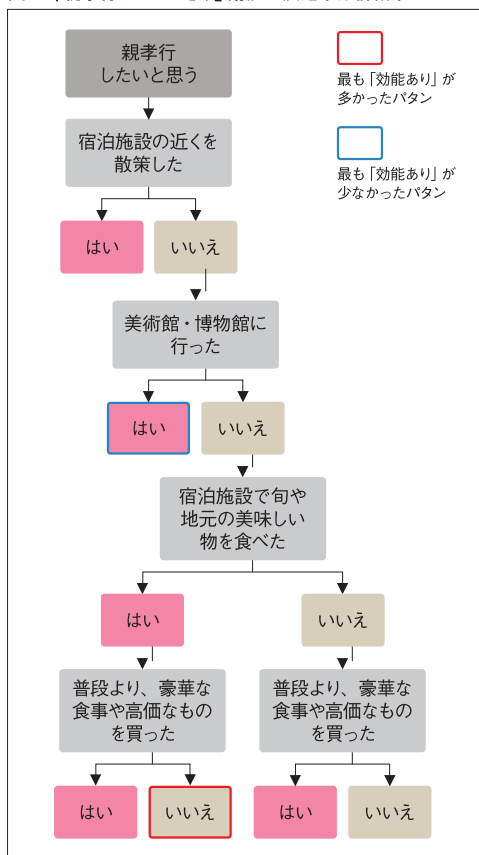 親孝行
したいと思う
最も「効能あり」が
多かったパタン
宿泊施設の近くを
散策した
最も「効能あり」が
少なかったパタン
はい
いいえ
美術館・博物館に
行った
はい
いいえ
宿泊施設で旬や
地元の美味しい
物を食べた
はい
いいえ
普段より、豪華な
食事や高価なもの
を買った
普段より、豪華な
食事や高価なもの
を買った
はい
いいえ
はい
いいえ